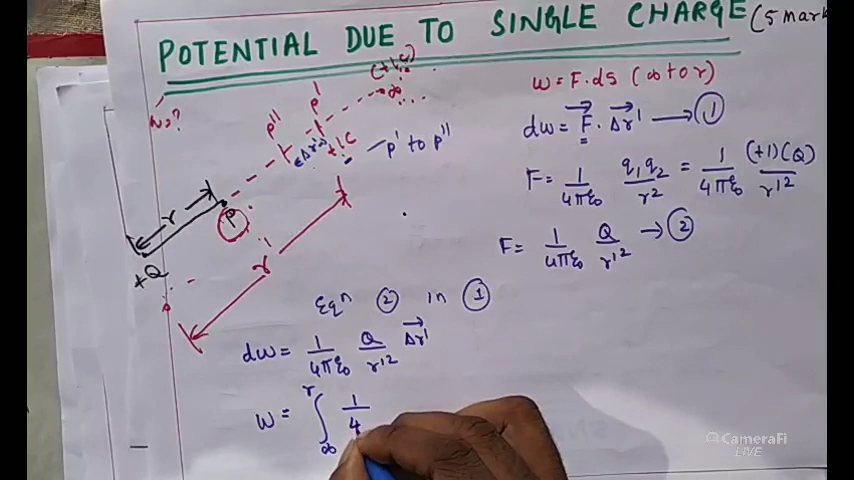 POTENTIAL DUE TO SINGLE CHARGE (5 mark
(+1C)
∞
P'
P''
Δr'
+1C
P' to P''
r
P
+Q
r'
W = F.ds (∞ to r)
dw = F⃗ . Δr⃗' → ①
F = 1/4πε₀ q₁q₂/r² = 1/4πε₀ (+1)(Q)/r'²
F = 1/4πε₀ Q/r'² → ②
Eqn ② in ①
dw = 1/4πε₀ Q/r'² Δr⃗'
W = ∫ r ∞ 1/4
CameraFi
LIVE